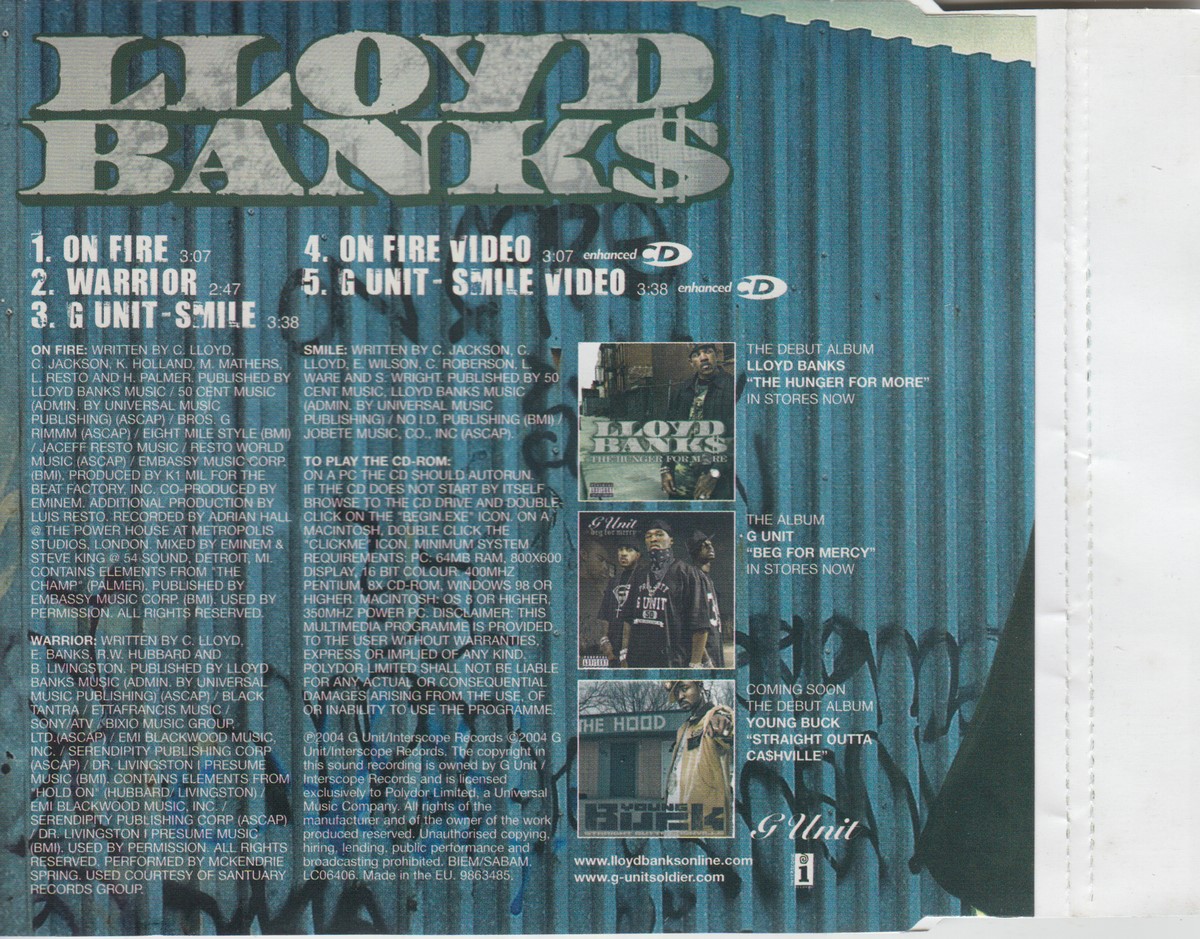 LLOYD
BANK$
1. ON FIRE 3:07
2. WARRIOR 2:47
3. G UNIT - SMILE 3:38
4. ON FIRE VIDEO 3:07 enhanced CD
5. G UNIT - SMILE VIDEO 3:38 enhanced CD
ON FIRE: WRITTEN BY C. LLOYD,
C. JACKSON, K. HOLLAND, M. MATHERS,
L. RESTO AND H. PALMER. PUBLISHED BY
LLOYD BANKS MUSIC / 50 CENT MUSIC
(ADMIN. BY UNIVERSAL MUSIC
PUBLISHING) (ASCAP) / BROS. G
RIMMM (ASCAP) / EIGHT MILE STYLE (BMI)
/ JACEFF RESTO MUSIC / RESTO WORLD
MUSIC (ASCAP) / EMBASSY MUSIC CORP.
(BMI). PRODUCED BY K1 MIL FOR THE
BEAT FACTORY, INC. CO-PRODUCED BY
EMINEM. ADDITIONAL PRODUCTION BY
LUIS RESTO. RECORDED BY ADRIAN HALL
@ THE POWER HOUSE AT METROPOLIS
STUDIOS, LONDON. MIXED BY EMINEM &
STEVE KING @ 54 SOUND, DETROIT, MI.
CONTAINS ELEMENTS FROM "THE
CHAMP" (PALMER). PUBLISHED BY
EMBASSY MUSIC CORP. (BMI). USED BY
PERMISSION. ALL RIGHTS RESERVED.
WARRIOR: WRITTEN BY C. LLOYD,
E. BANKS, R.W. HUBBARD AND
B. LIVINGSTON. PUBLISHED BY LLOYD
BANKS MUSIC (ADMIN. BY UNIVERSAL
MUSIC PUBLISHING) (ASCAP) / BLACK
TANTRA / ETTAFRANCIS MUSIC /
SONY/ATV / BIXIO MUSIC GROUP,
LTD.(ASCAP) / EMI BLACKWOOD MUSIC,
INC. / SERENDIPITY PUBLISHING CORP
(ASCAP) / DR. LIVINGSTON I PRESUME
MUSIC (BMI). CONTAINS ELEMENTS FROM
"HOLD ON" (HUBBARD/ LIVINGSTON) /
EMI BLACKWOOD MUSIC, INC. /
SERENDIPITY PUBLISHING CORP (ASCAP)
/ DR. LIVINGSTON I PRESUME MUSIC
(BMI). USED BY PERMISSION. ALL RIGHTS
RESERVED. PERFORMED BY MCKENDRIE
SPRING. USED COURTESY OF SANTUARY
RECORDS GROUP.
SMILE: WRITTEN BY C. JACKSON, C.
LLOYD, E. WILSON, C. ROBERSON, L.
WARE AND S. WRIGHT. PUBLISHED BY 50
CENT MUSIC, LLOYD BANKS MUSIC
(ADMIN. BY UNIVERSAL MUSIC
PUBLISHING) / NO I.D. PUBLISHING (BMI) /
JOBETE MUSIC, CO., INC (ASCAP).
TO PLAY THE CD-ROM:
ON A PC THE CD SHOULD AUTORUN.
IF THE CD DOES NOT START BY ITSELF
BROWSE TO THE CD DRIVE AND DOUBLE-
CLICK ON THE "BEGIN.EXE" ICON. ON A
MACINTOSH, DOUBLE CLICK THE
"CLICKME" ICON. MINIMUM SYSTEM
REQUIREMENTS. PC: 64MB RAM, 800X600
DISPLAY, 16 BIT COLOUR: 400MHZ
PENTIUM, 8X CD-ROM, WINDOWS 98 OR
HIGHER. MACINTOSH: OS 8 OR HIGHER,
350MHZ POWER PC. DISCLAIMER: THIS
MULTIMEDIA PROGRAMME IS PROVIDED
TO THE USER WITHOUT WARRANTIES,
EXPRESS OR IMPLIED OF ANY KIND.
POLYDOR LIMITED SHALL NOT BE LIABLE
FOR ANY ACTUAL OR CONSEQUENTIAL
DAMAGES ARISING FROM THE USE, OF
OR INABILITY TO USE THE PROGRAMME.
℗2004 G Unit/Interscope Records ©2004 G
Unit/Interscope Records. The copyright in
this sound recording is owned by G Unit /
Interscope Records and is licensed
exclusively to Polydor Limited, a Universal
Music Company. All rights of the
manufacturer and of the owner of the work
produced reserved. Unauthorised copying,
hiring, lending, public performance and
broadcasting prohibited. BIEM/SABAM.
LC06406. Made in the EU. 9863485.
LLOYD
BANK$
THE HUNGER FOR MORE
THE DEBUT ALBUM
LLOYD BANKS
"THE HUNGER FOR MORE"
IN STORES NOW
G Unit
beg for mercy
G UNIT
50
THE ALBUM
G UNIT
"BEG FOR MERCY"
IN STORES NOW
THE HOOD
YOUNG
BUCK
COMING SOON
THE DEBUT ALBUM
YOUNG BUCK
"STRAIGHT OUTTA
CASHVILLE"
G Unit
www.lloydbanksonline.com
www.g-unitsoldier.com